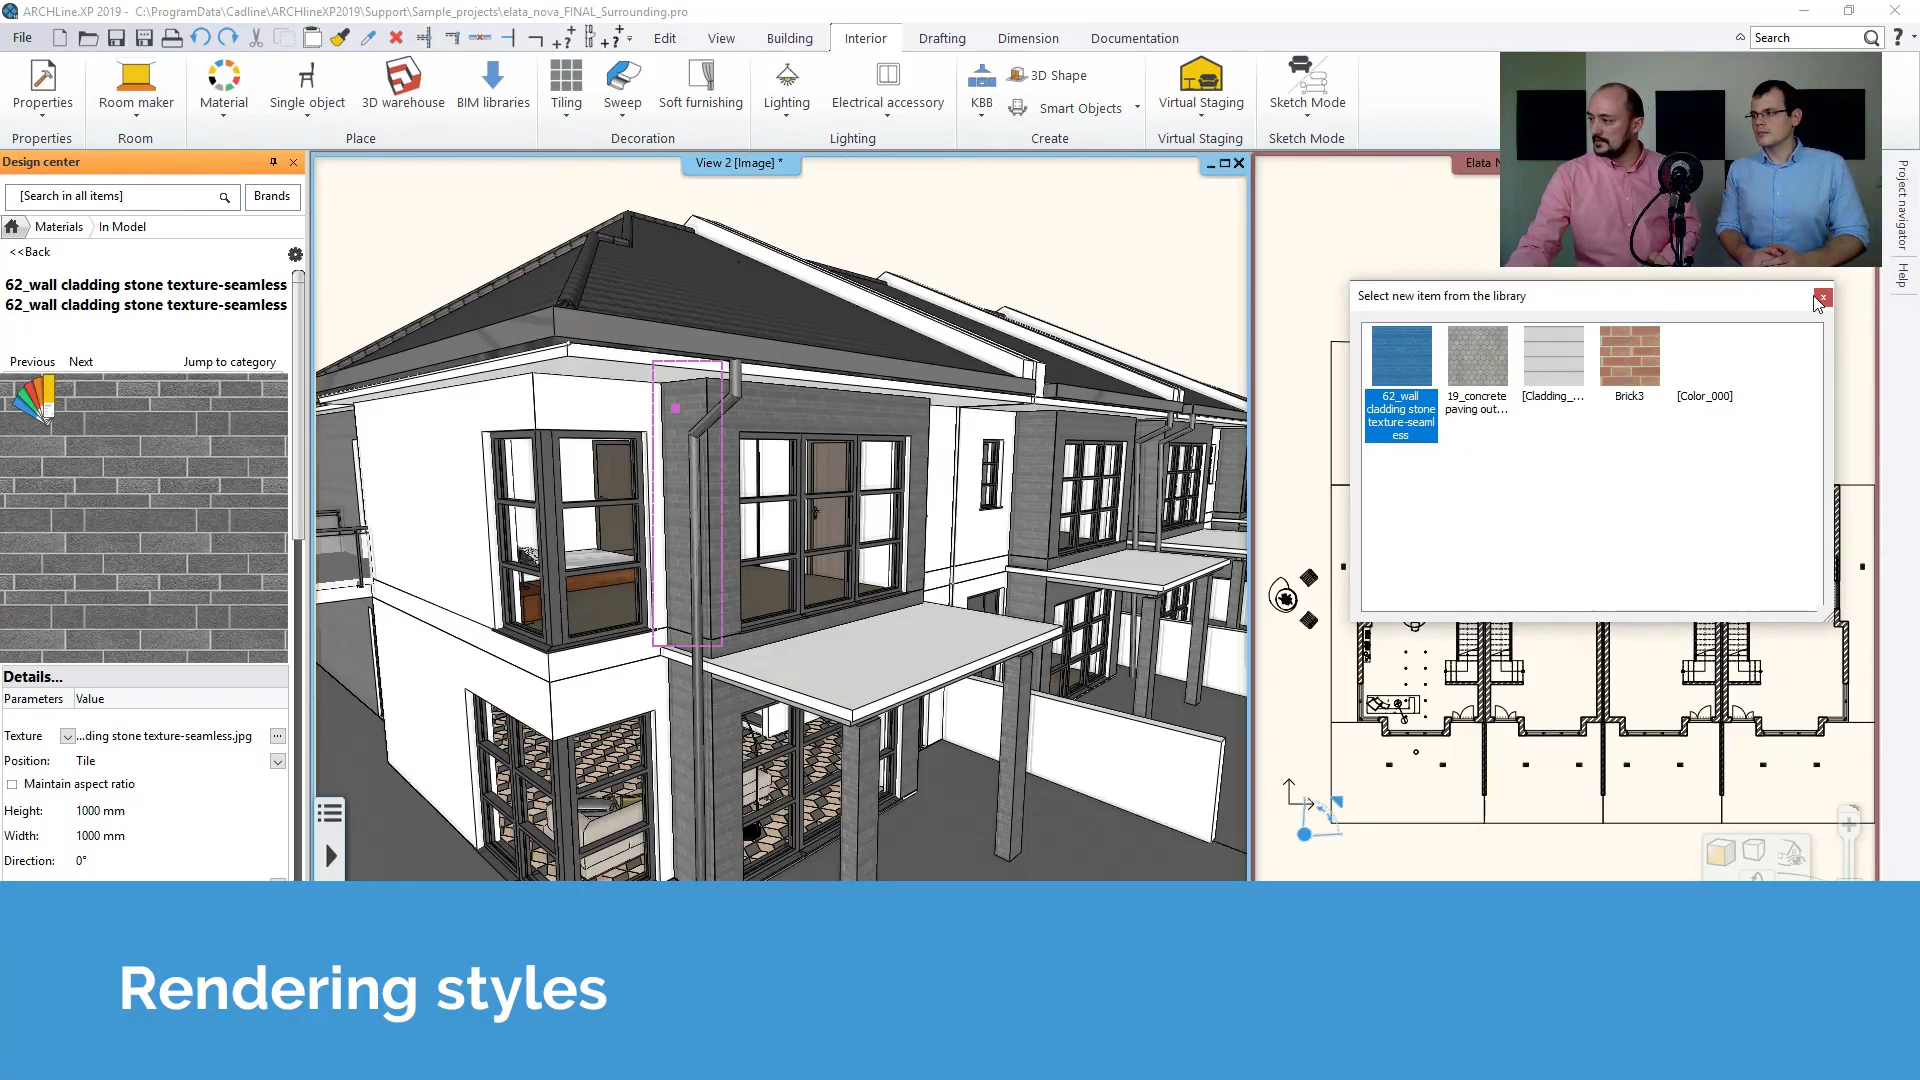 ARCHLine.XP 2019 - C:\ProgramData\Cadline\ARCHlineXP2019\Support\Sample_projects\elata_nova_FINAL_Surrounding.pro
File
Edit
View
Building
Interior
Drafting
Dimension
Documentation
Search
?
Properties
Room maker
Material
Single object
3D warehouse
BIM libraries
Tiling
Sweep
Soft furnishing
Lighting
Electrical accessory
KBB
3D Shape
Smart Objects
Virtual Staging
Sketch Mode
Properties
Room
Place
Decoration
Lighting
Create
Virtual Staging
Sketch Mode
Design center
View 2 [Image] *
Elata N
[Search in all items]
Brands
Materials
In Model
<<Back
62_wall cladding stone texture-seamless
62_wall cladding stone texture-seamless
Previous
Next
Jump to category
Details...
Parameters
Value
Texture
...ding stone texture-seamless.jpg
...
Position:
Tile
Maintain aspect ratio
Height:
1000 mm
Width:
1000 mm
Direction:
0°
Select new item from the library
x
62_wall
cladding stone
texture-seaml
ess
19_concrete
paving out...
[Cladding_...
Brick3
[Color_000]
Project navigator
Help
Rendering styles